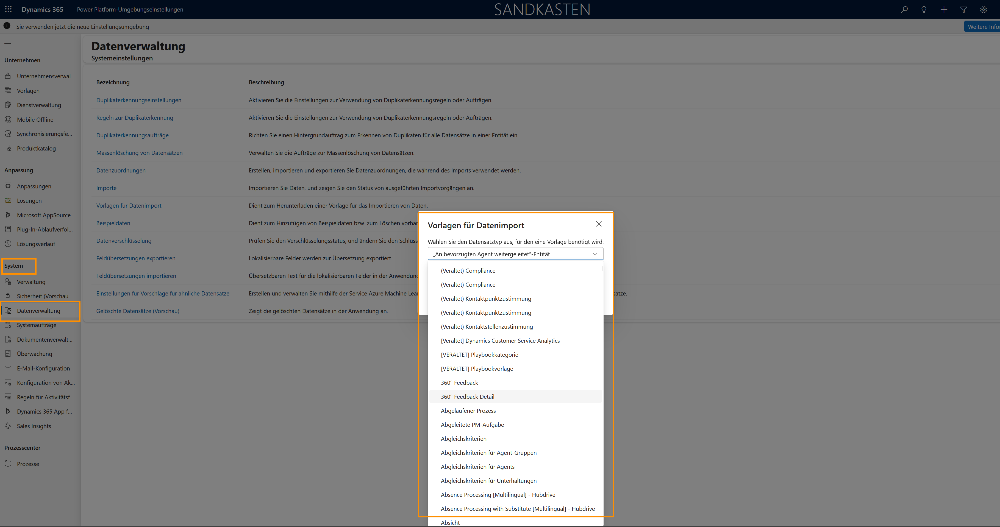 Dynamics 365
Power Platform-Umgebungseinstellungen
SANDKASTEN
Sie verwenden jetzt die neue Einstellungsumgebung
Weitere Infor
Unternehmen
Unternehmensverwal...
Vorlagen
Dienstverwaltung
Mobile Offline
Synchronisierungsfe...
Produktkatalog
Anpassung
Anpassungen
Lösungen
Microsoft AppSource
Plug-In-Ablaufverfol...
Lösungsverlauf
System
Verwaltung
Sicherheit (Vorschau...
Datenverwaltung
Systemaufträge
Dokumentenverwalt...
Überwachung
E-Mail-Konfiguration
Konfiguration von Ak...
Regeln für Aktivitätsf...
Dynamics 365 App f...
Sales Insights
Prozesscenter
Prozesse
Datenverwaltung
Systemeinstellungen
Bezeichnung Beschreibung
Duplikaterkennungseinstellungen Aktivieren Sie die Einstellungen zur Verwendung von Duplikaterkennungsregeln oder Aufträgen.
Regeln zur Duplikaterkennung Aktivieren Sie die Einstellungen zur Verwendung von Duplikaterkennungsregeln oder Aufträgen.
Duplikaterkennungsaufträge Richten Sie einen Hintergrundauftrag zum Erkennen von Duplikaten für alle Datensätze in einer Entität ein.
Massenlöschung von Datensätzen Verwalten Sie die Aufträge zur Massenlöschung von Datensätzen.
Datenzuordnungen Erstellen, importieren und exportieren Sie Datenzuordnungen, die während des Imports verwendet werden.
Importe Importieren Sie Daten, und zeigen Sie den Status von ausgeführten Importvorgängen an.
Vorlagen für Datenimport Dient zum Herunterladen einer Vorlage für das Importieren von Daten.
Beispieldaten Dient zum Hinzufügen von Beispieldaten bzw. zum Löschen vorhar
Datenverschlüsselung Prüfen Sie den Verschlüsselungsstatus, und ändern Sie den Schlüss
Feldübersetzungen exportieren Lokalisierbare Felder werden zur Übersetzung exportiert.
Feldübersetzungen importieren Übersetzbaren Text für die lokalisierbaren Felder in der Anwendung
Einstellungen für Vorschläge für ähnliche Datensätze Erstellen und verwalten Sie mithilfe der Service Azure Machine Lear sätze.
Gelöschte Datensätze (Vorschau) Zeigt die gelöschten Datensätze in der Anwendung an.
Vorlagen für Datenimport
Wählen Sie den Datensatztyp aus, für den eine Vorlage benötigt wird:
„An bevorzugten Agent weitergeleitet“-Entität
(Veraltet) Compliance
(Veraltet) Compliance
(Veraltet) Kontaktpunktzustimmung
(Veraltet) Kontaktpunktzustimmung
(Veraltet) Kontaktstellenzustimmung
[Veraltet] Dynamics Customer Service Analytics
[VERALTET] Playbookkategorie
[VERALTET] Playbookvorlage
360° Feedback
360° Feedback Detail
Abgelaufener Prozess
Abgeleitete PM-Aufgabe
Abgleichskriterien
Abgleichskriterien für Agent-Gruppen
Abgleichskriterien für Agents
Abgleichskriterien für Unterhaltungen
Absence Processing [Multilingual] - Hubdrive
Absence Processing with Substitute [Multilingual] - Hubdrive
Absicht